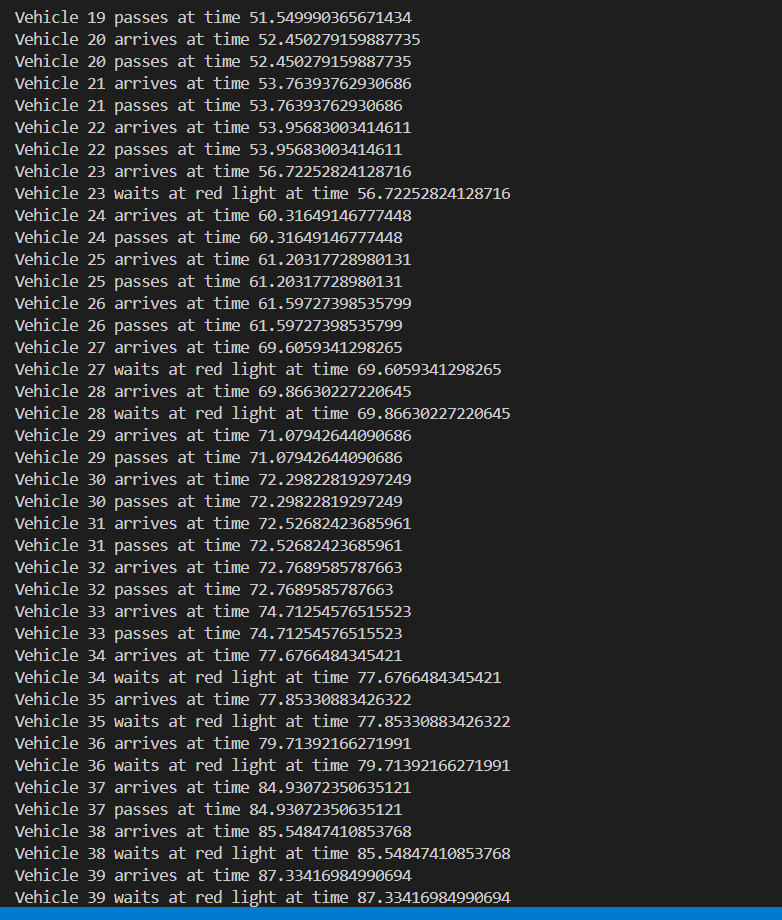 Vehicle 19 passes at time 51.549990365671434
Vehicle 20 arrives at time 52.450279159887735
Vehicle 20 passes at time 52.450279159887735
Vehicle 21 arrives at time 53.76393762930686
Vehicle 21 passes at time 53.76393762930686
Vehicle 22 arrives at time 53.95683003414611
Vehicle 22 passes at time 53.95683003414611
Vehicle 23 arrives at time 56.72252824128716
Vehicle 23 waits at red light at time 56.72252824128716
Vehicle 24 arrives at time 60.31649146777448
Vehicle 24 passes at time 60.31649146777448
Vehicle 25 arrives at time 61.20317728980131
Vehicle 25 passes at time 61.20317728980131
Vehicle 26 arrives at time 61.59727398535799
Vehicle 26 passes at time 61.59727398535799
Vehicle 27 arrives at time 69.6059341298265
Vehicle 27 waits at red light at time 69.6059341298265
Vehicle 28 arrives at time 69.86630227220645
Vehicle 28 waits at red light at time 69.86630227220645
Vehicle 29 arrives at time 71.07942644090686
Vehicle 29 passes at time 71.07942644090686
Vehicle 30 arrives at time 72.29822819297249
Vehicle 30 passes at time 72.29822819297249
Vehicle 31 arrives at time 72.52682423685961
Vehicle 31 passes at time 72.52682423685961
Vehicle 32 arrives at time 72.7689585787663
Vehicle 32 passes at time 72.7689585787663
Vehicle 33 arrives at time 74.71254576515523
Vehicle 33 passes at time 74.71254576515523
Vehicle 34 arrives at time 77.6766484345421
Vehicle 34 waits at red light at time 77.6766484345421
Vehicle 35 arrives at time 77.85330883426322
Vehicle 35 waits at red light at time 77.85330883426322
Vehicle 36 arrives at time 79.71392166271991
Vehicle 36 waits at red light at time 79.71392166271991
Vehicle 37 arrives at time 84.93072350635121
Vehicle 37 passes at time 84.93072350635121
Vehicle 38 arrives at time 85.54847410853768
Vehicle 38 waits at red light at time 85.54847410853768
Vehicle 39 arrives at time 87.33416984990694
Vehicle 39 waits at red light at time 87.33416984990694